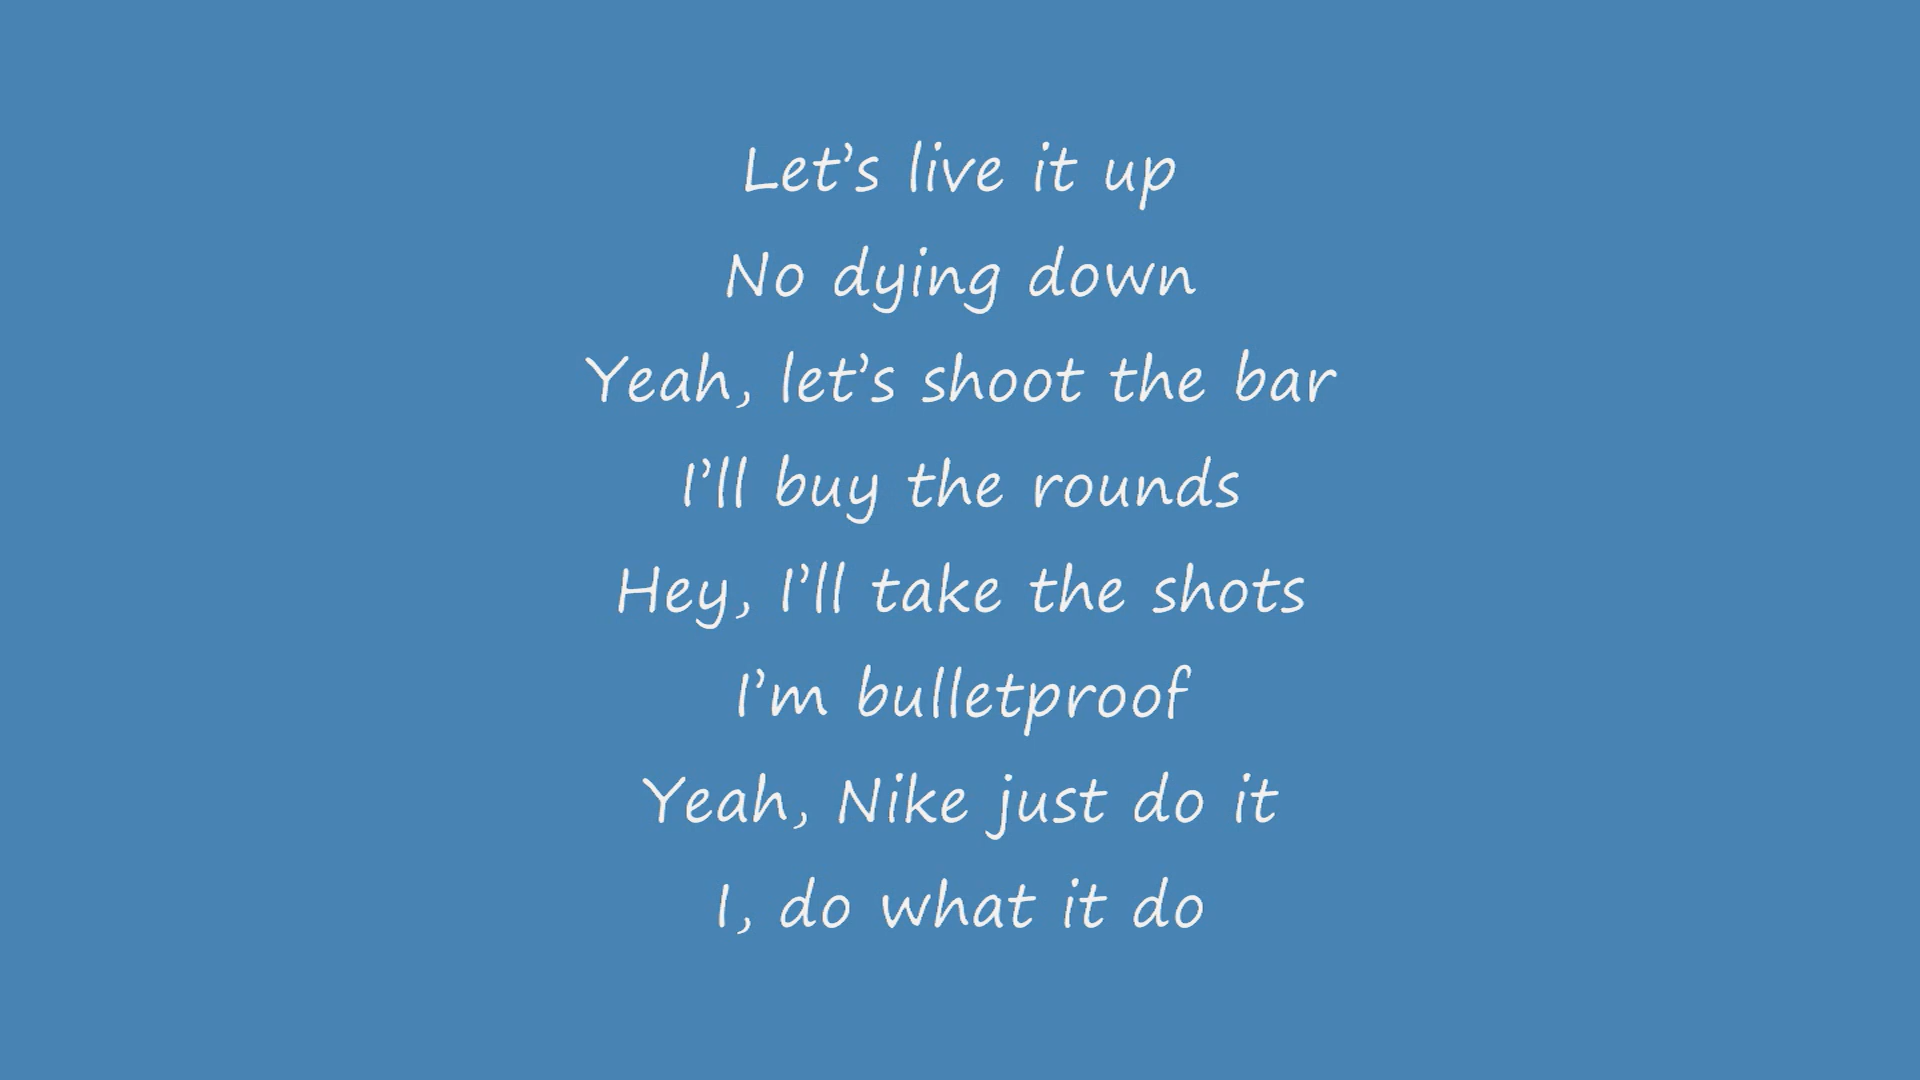 Let’s live it up
No dying down
Yeah, let’s shoot the bar
I’ll buy the rounds
Hey, I’ll take the shots
I’m bulletproof
Yeah, Nike just do it
I, do what it do